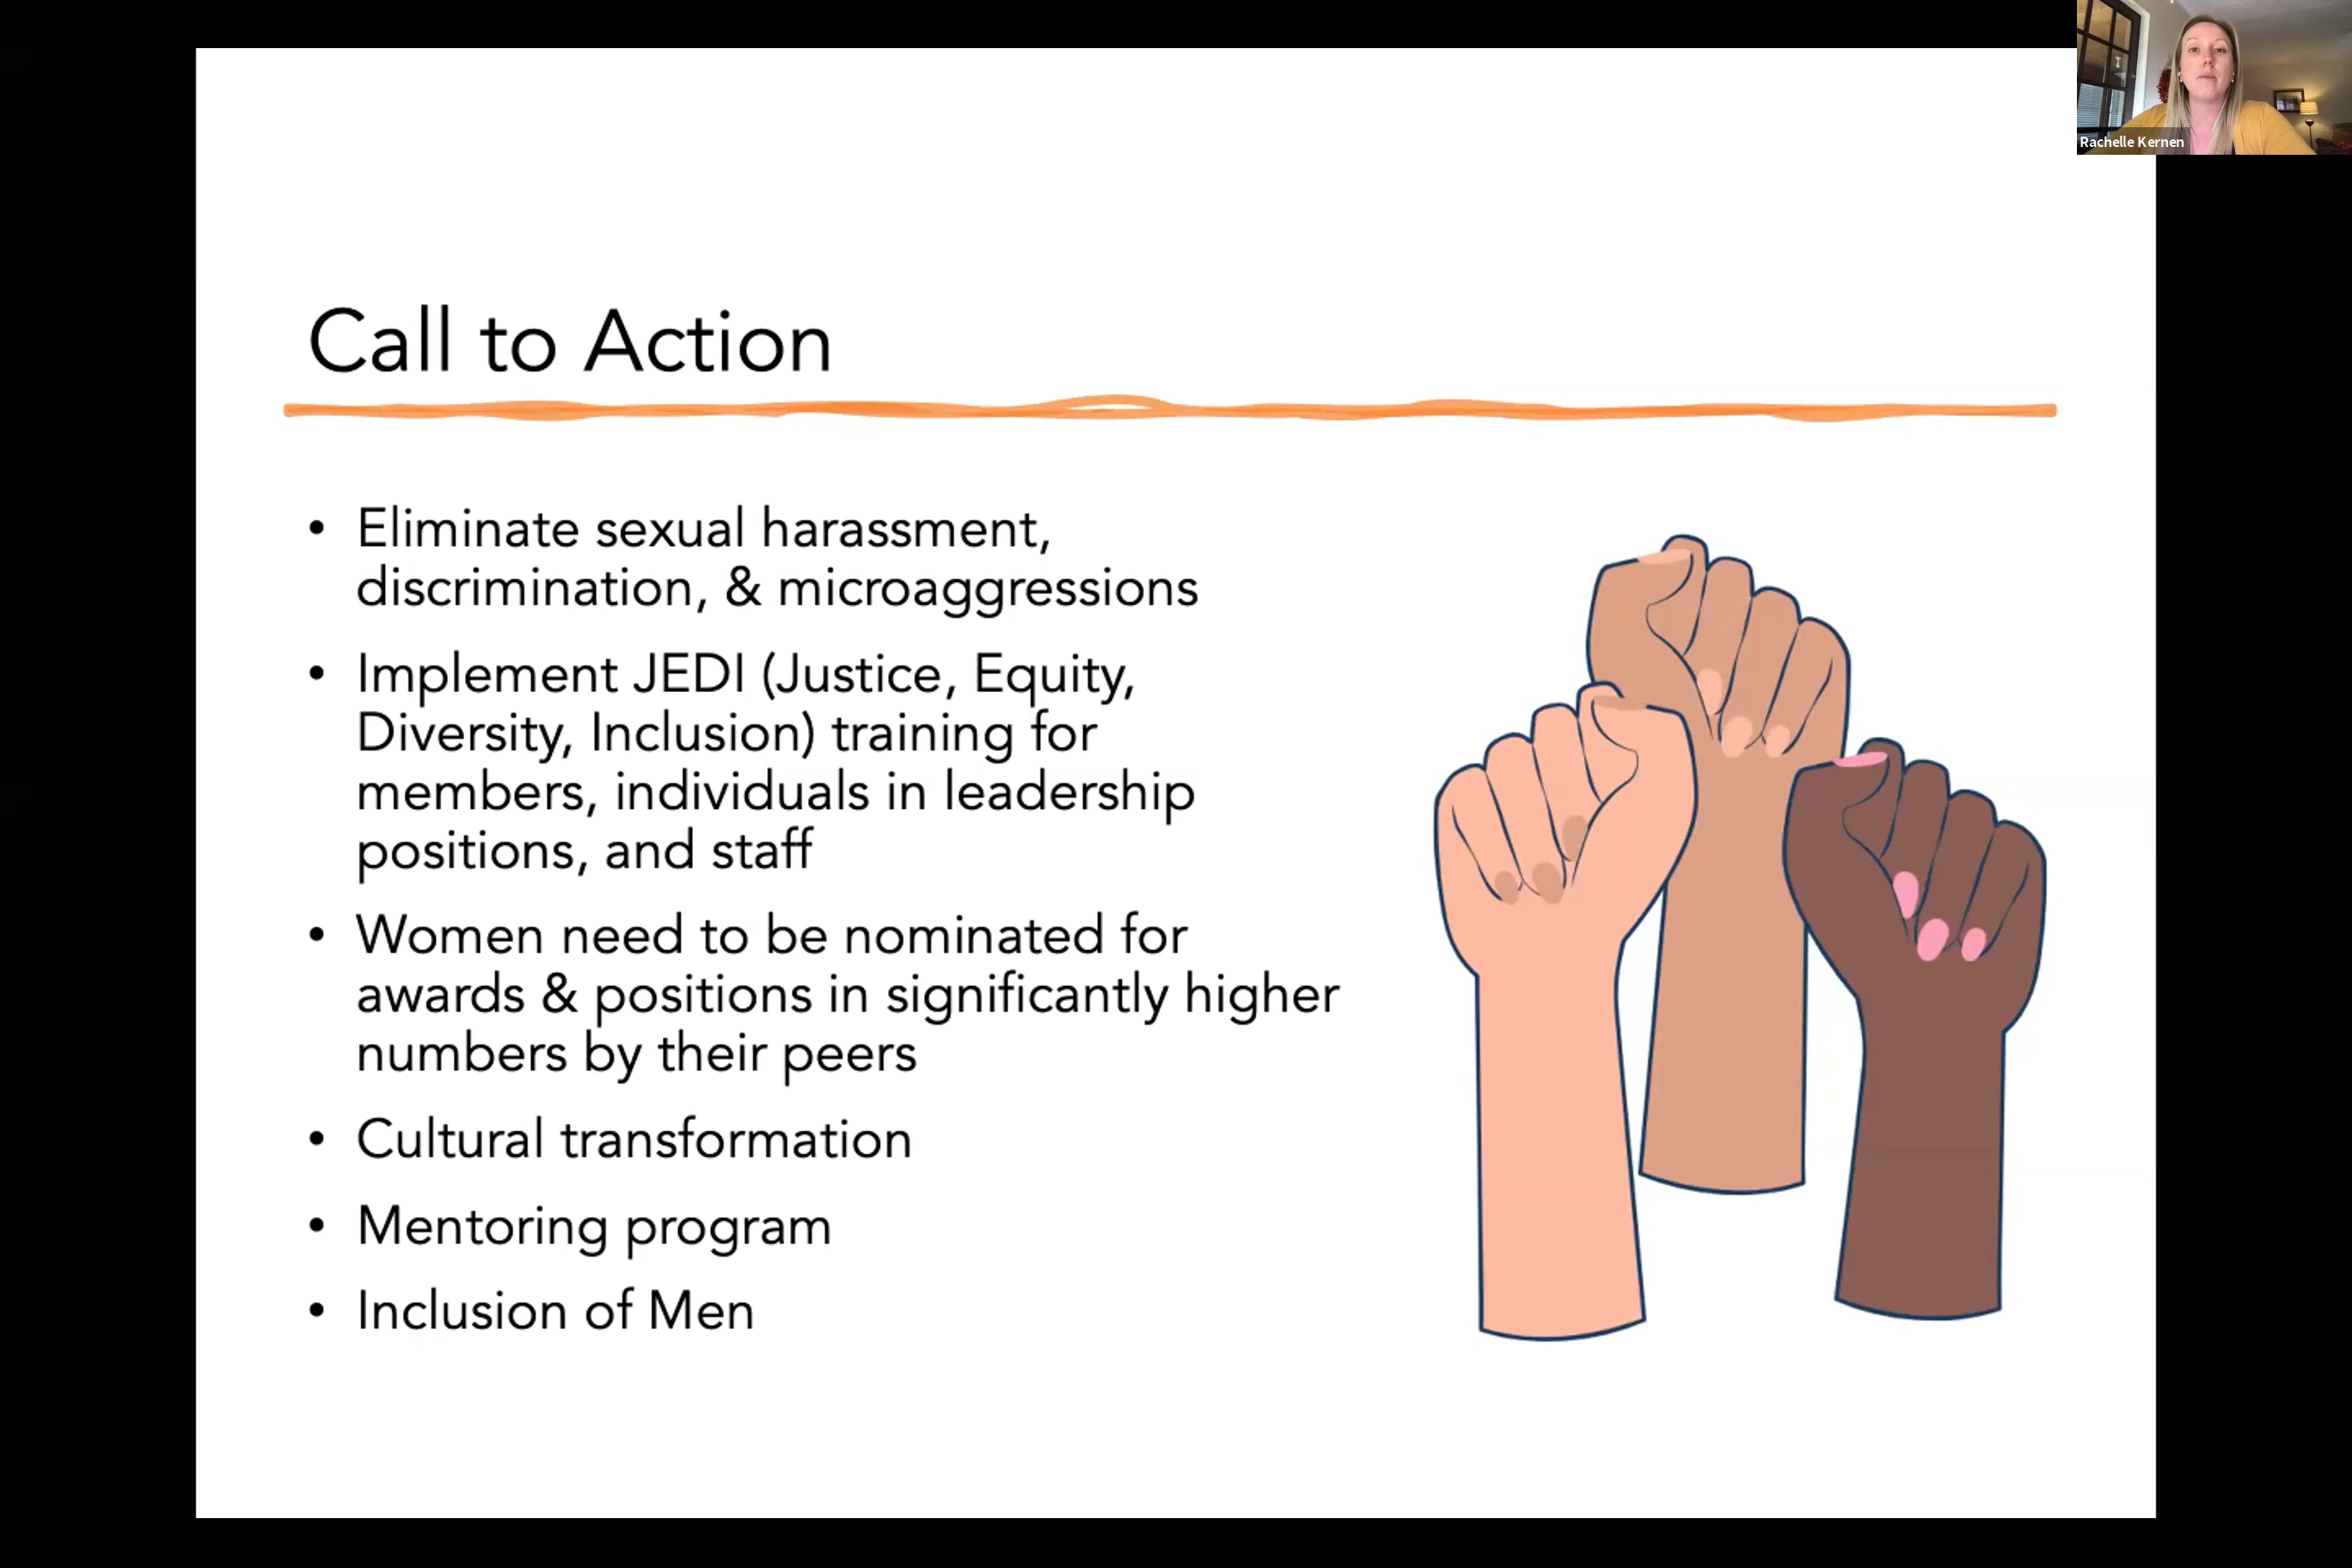 Rachelle Kernen
Call to Action
• Eliminate sexual harassment,
discrimination, & microaggressions
• Implement JEDI (Justice, Equity,
Diversity, Inclusion) training for
members, individuals in leadership
positions, and staff
• Women need to be nominated for
awards & positions in significantly higher
numbers by their peers
• Cultural transformation
• Mentoring program
• Inclusion of Men